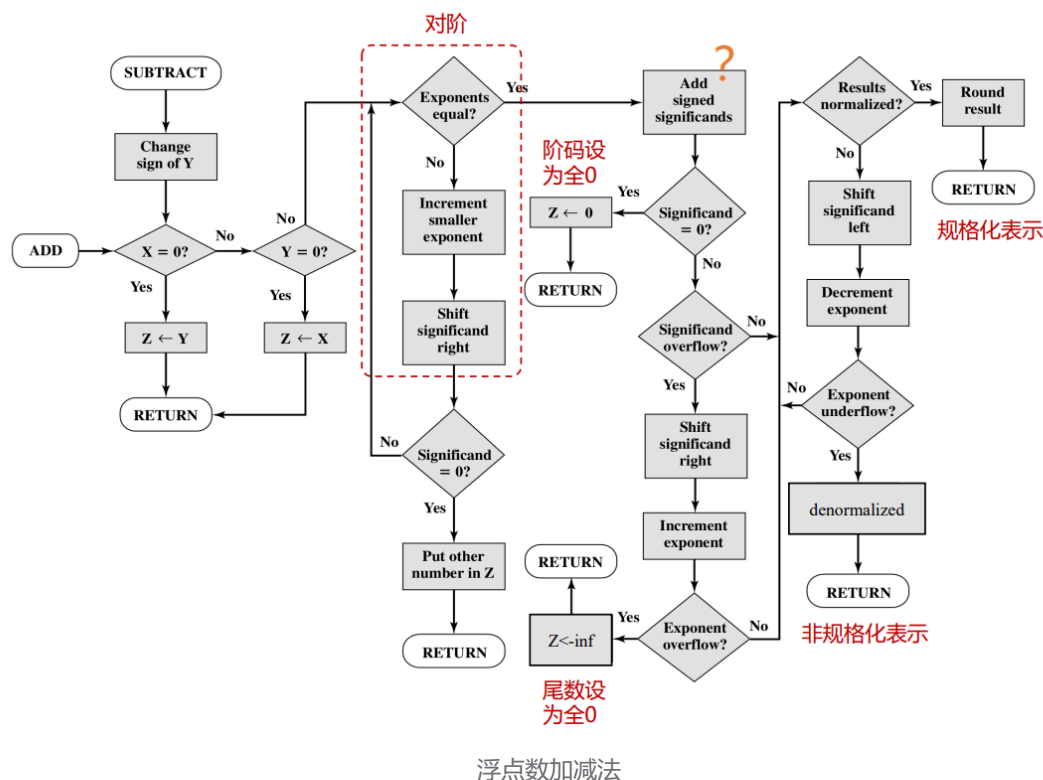 SUBTRACT
Change
sign of Y
ADD
X = 0?
No
Y = 0?
No
Yes
Yes
Z ← Y
Z ← X
RETURN
对阶
Exponents
equal?
Yes
No
Increment
smaller
exponent
Shift
significand
right
No
Significand
= 0?
Yes
Put other
number in Z
RETURN
?
Add
signed
significands
阶码设
为全0
Yes
Z ← 0
Significand
= 0?
RETURN
No
Significand
overflow?
No
Yes
Shift
significand
right
Increment
exponent
RETURN
Yes
Z<-inf
Exponent
overflow?
No
尾数设
为全0
Results
normalized?
Yes
Round
result
No
RETURN
规格化表示
Shift
significand
left
Decrement
exponent
No
Exponent
underflow?
Yes
denormalized
RETURN
非规格化表示
浮点数加减法